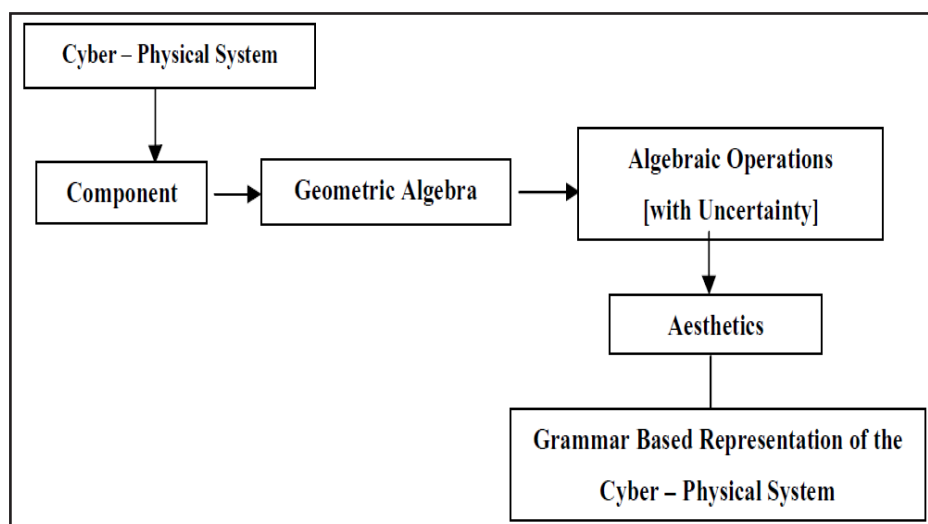 Cyber – Physical System
Component
Geometric Algebra
Algebraic Operations
[with Uncertainty]
Aesthetics
Grammar Based Representation of the
Cyber – Physical System